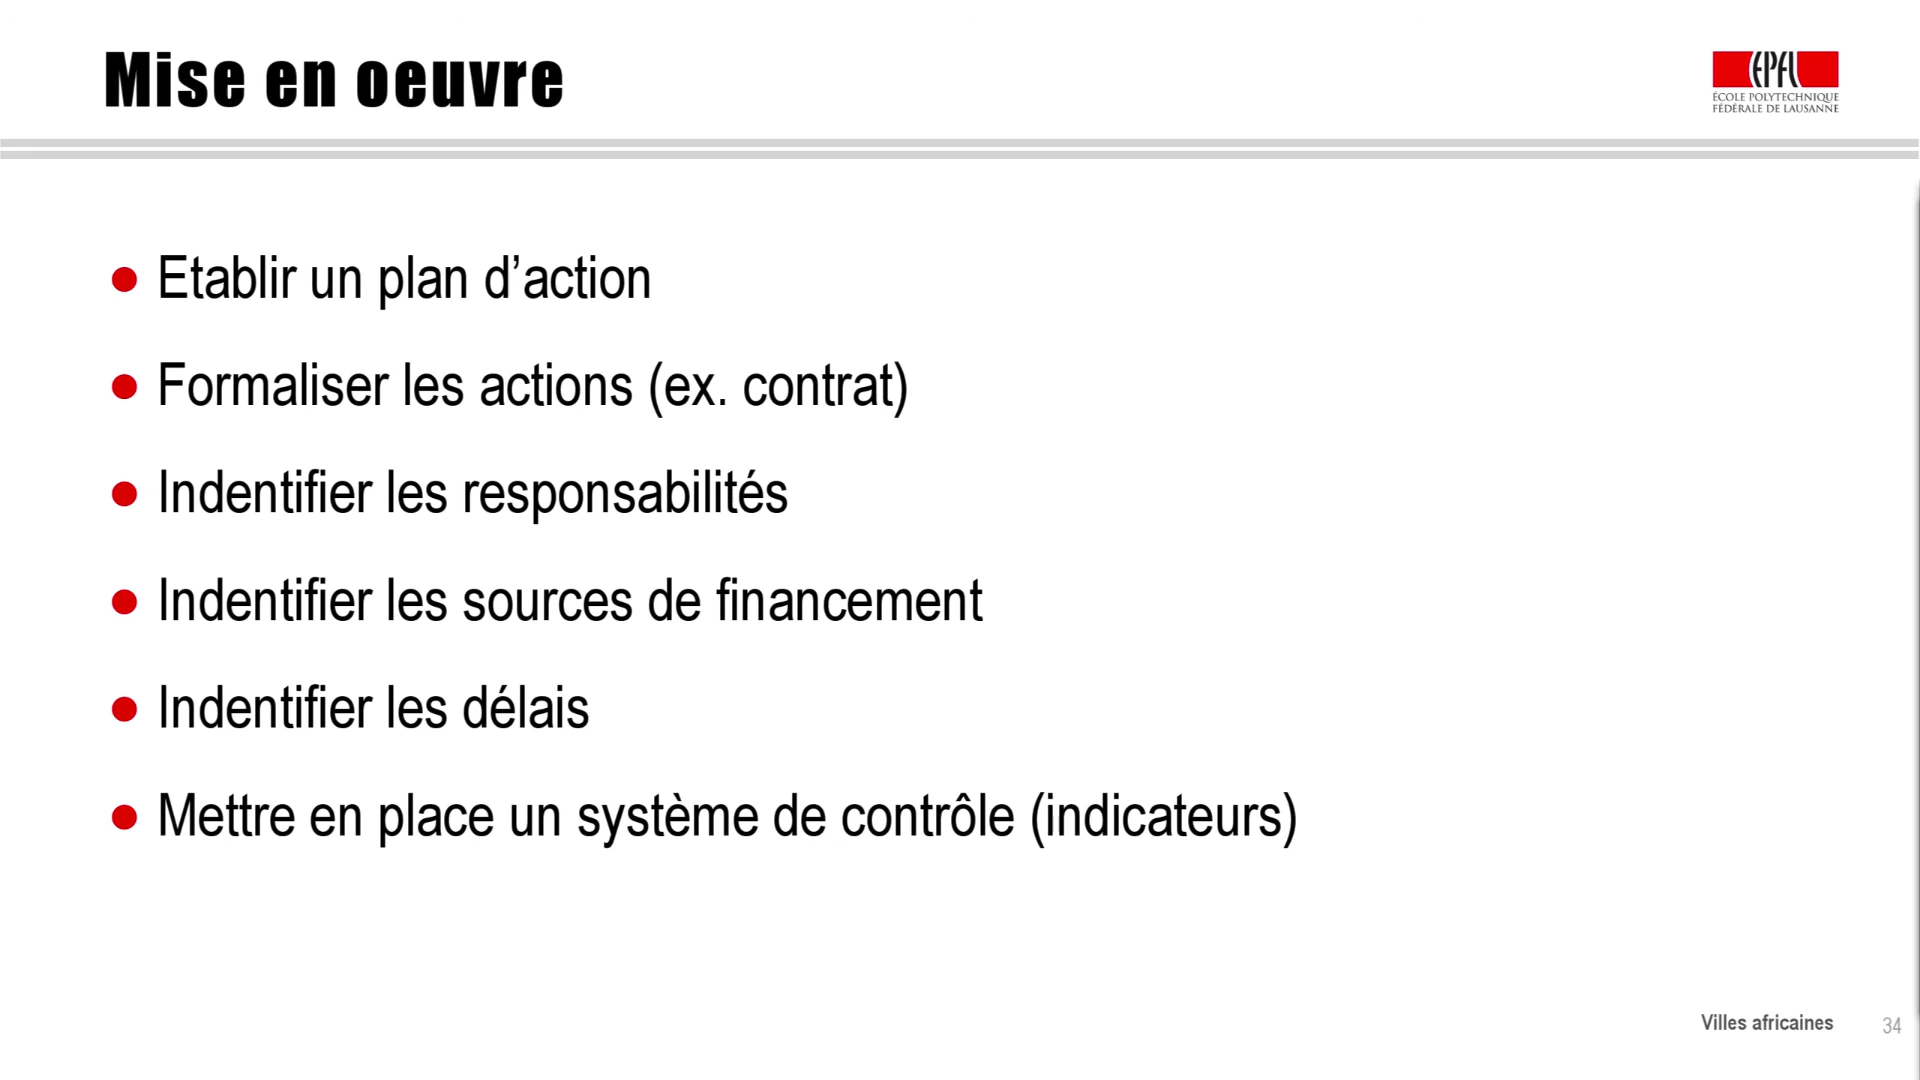 Mise en oeuvre
EPFL
ÉCOLE POLYTECHNIQUE
FÉDÉRALE DE LAUSANNE
● Etablir un plan d’action
● Formaliser les actions (ex. contrat)
● Indentifier les responsabilités
● Indentifier les sources de financement
● Indentifier les délais
● Mettre en place un système de contrôle (indicateurs)
Villes africaines 34